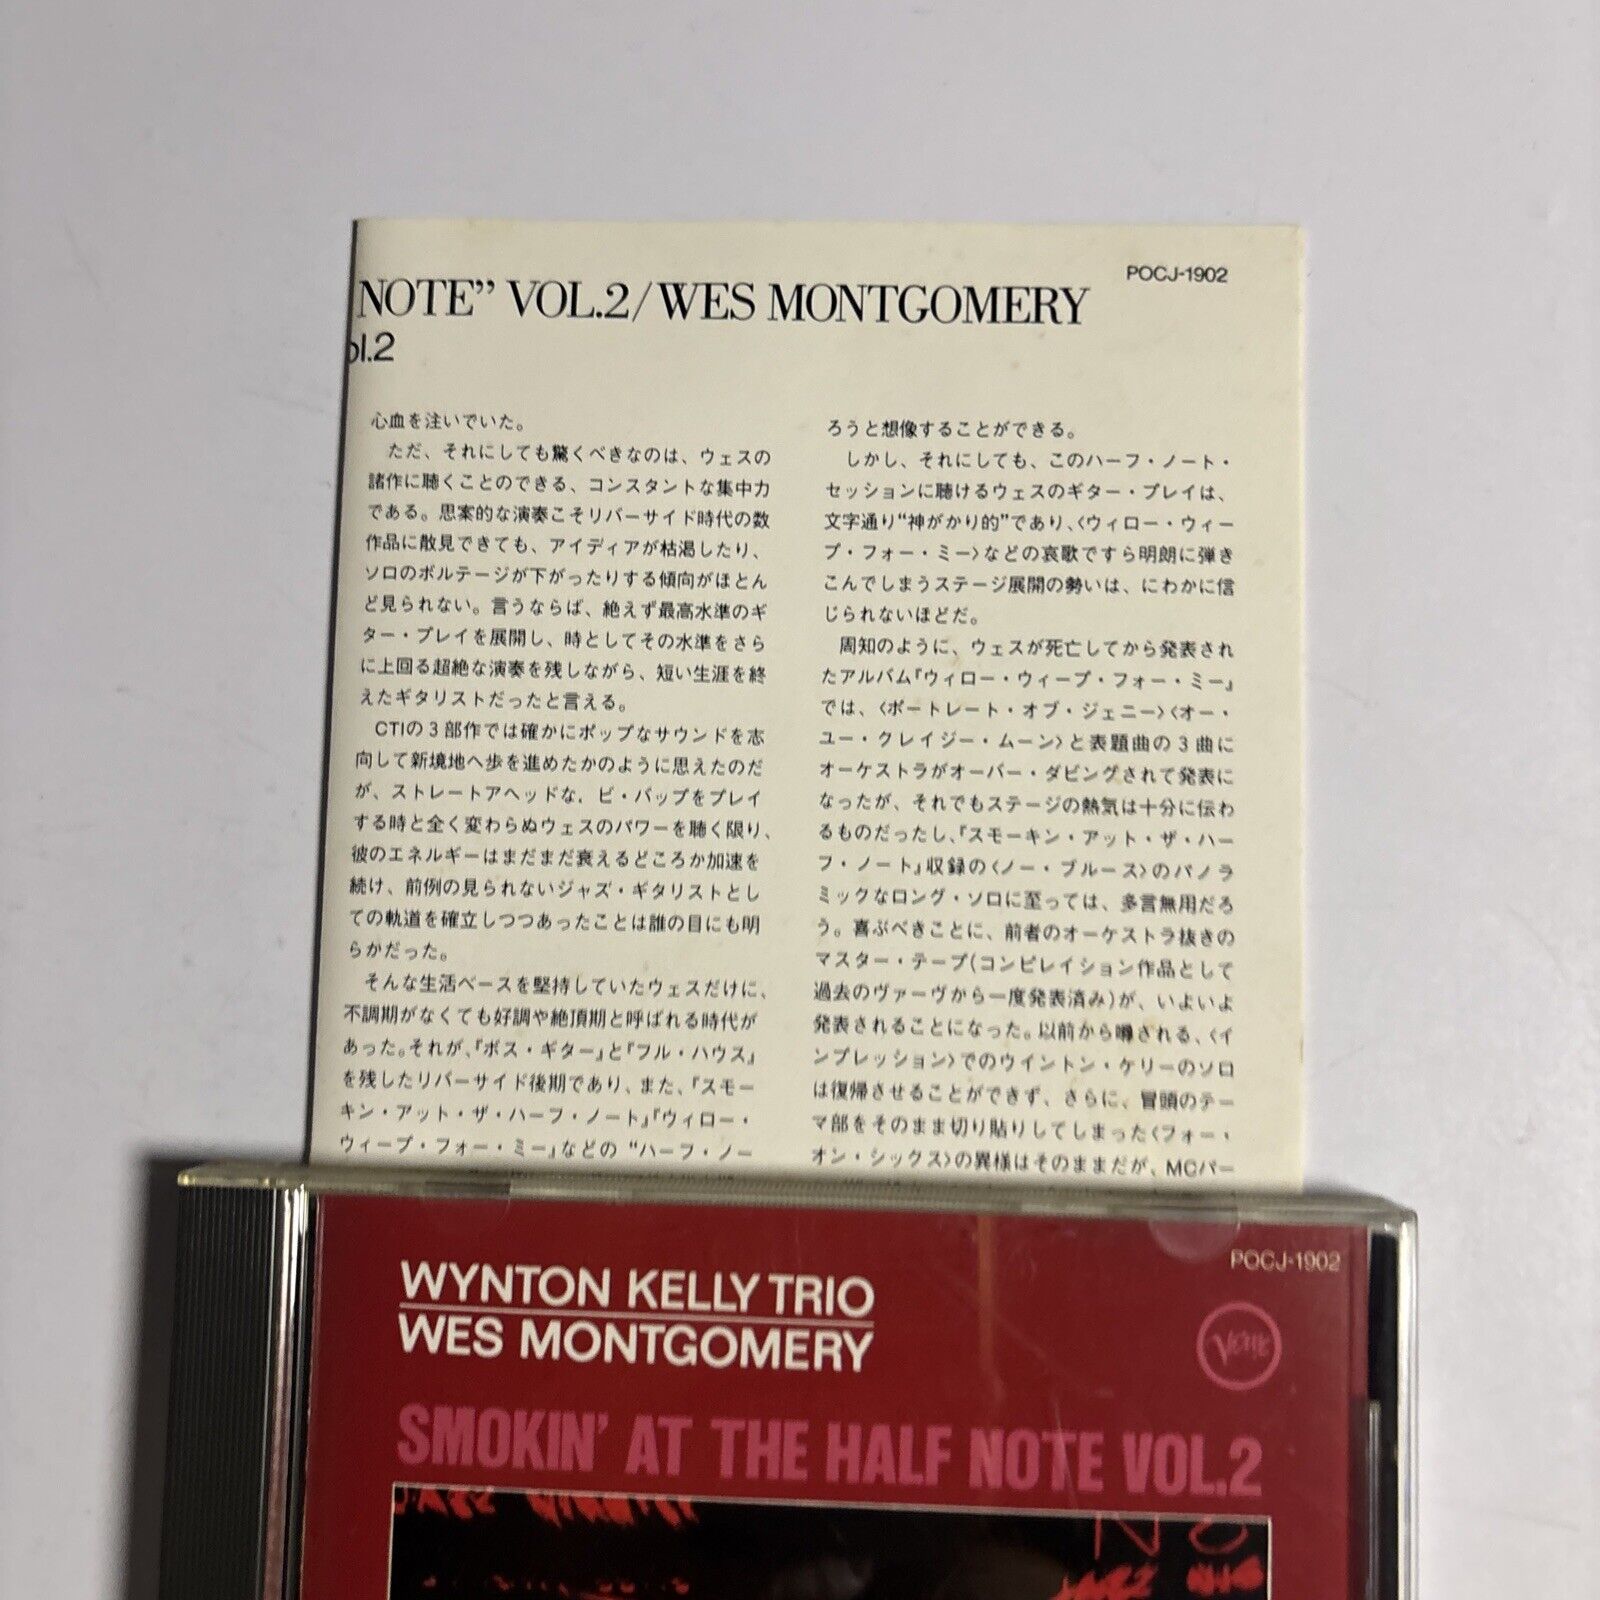 POCJ-1902
NOTE” VOL.2/WES MONTGOMERY
ol.2
心血を注いでいた。
ただ、それにしても驚くべきなのは、ウェスの
諸作に聴くことのできる、コンスタントな集中力
である。思案的な演奏こそリバーサイド時代の数
作品に散見できても、アイディアが枯渇したり、
ソロのボルテージが下がったりする傾向がほとん
ど見られない。言うならば、絶えず最高水準のギ
ター・プレイを展開し、時としてその水準をさら
に上回る超絶な演奏を残しながら、短い生涯を終
えたギタリストだったと言える。
CTIの3部作では確かにポップなサウンドを志
向して新境地へ歩を進めたかのように思えたのだ
が、ストレートアヘッドな、ビ・バップをプレイ
する時と全く変わらぬウェスのパワーを聴く限り、
彼のエネルギーはまだまだ衰えるどころか加速を
続け、前例の見られないジャズ・ギタリストとし
ての軌道を確立しつつあったことは誰の目にも明
らかだった。
そんな生活ペースを堅持していたウェスだけに、
不調期がなくても好調や絶頂期と呼ばれる時代が
あった。それが、『ボス・ギター』と『フル・ハウス』
を残したリバーサイド後期であり、また、『スモー
キン・アット・ザ・ハーフ・ノート』『ウィロー・
ウィープ・フォー・ミー』などの “ハーフ・ノー
ろうと想像することができる。
しかし、それにしても、このハーフ・ノート・
セッションに聴けるウェスのギター・プレイは、
文字通り“神がかり的”であり、〈ウィロー・ウィー
プ・フォー・ミー〉などの哀歌ですら明朗に弾き
こんでしまうステージ展開の勢いは、にわかに信
じられないほどだ。
周知のように、ウェスが死亡してから発表され
たアルバム『ウィロー・ウィープ・フォー・ミー』
では、〈ポートレート・オブ・ジェニー〉〈オー・
ユー・クレイジー・ムーン〉と表題曲の3曲に
オーケストラがオーバー・ダビングされて発表に
なったが、それでもステージの熱気は十分に伝わ
るものだったし、『スモーキン・アット・ザ・ハー
フ・ノート』収録の〈ノー・ブルース〉のパノラ
ミックなロング・ソロに至っては、多言無用だろ
う。喜ぶべきことに、前者のオーケストラ抜きの
マスター・テープ(コンピレイション作品として
過去のヴァーヴから一度発表済み)が、いよいよ
発表されることになった。以前から噂される、〈イ
ンプレッション〉でのウイントン・ケリーのソロ
は復帰させることができず、さらに、冒頭のテー
マ部をそのまま切り貼りしてしまった〈フォー・
オン・シックス〉の異様はそのままだが、MCパー
POCJ-1902
WYNTON KELLY TRIO
WES MONTGOMERY
VERVE
SMOKIN' AT THE HALF NOTE VOL.2